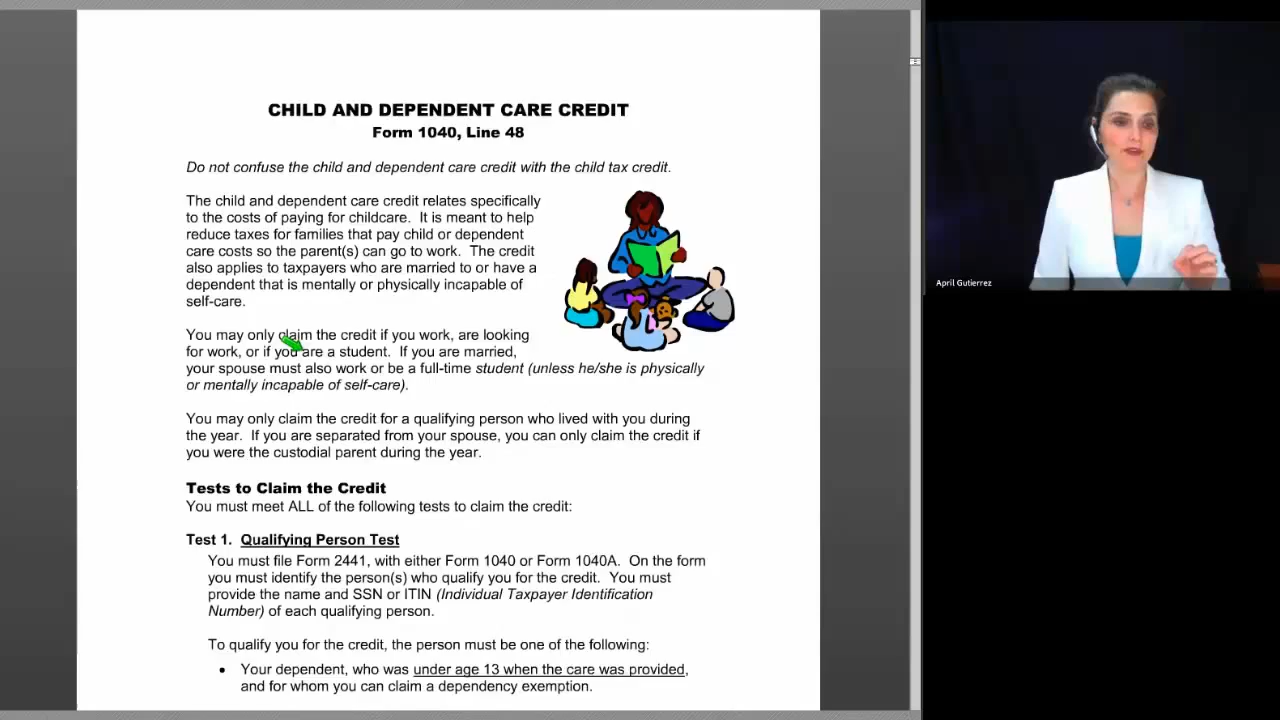 CHILD AND DEPENDENT CARE CREDIT
Form 1040, Line 48
Do not confuse the child and dependent care credit with the child tax credit.
The child and dependent care credit relates specifically
to the costs of paying for childcare.  It is meant to help
reduce taxes for families that pay child or dependent
care costs so the parent(s) can go to work.  The credit
also applies to taxpayers who are married to or have a
dependent that is mentally or physically incapable of
self-care.
You may only claim the credit if you work, are looking
for work, or if you are a student.  If you are married,
your spouse must also work or be a full-time student (unless he/she is physically
or mentally incapable of self-care).
You may only claim the credit for a qualifying person who lived with you during
the year.  If you are separated from your spouse, you can only claim the credit if
you were the custodial parent during the year.
Tests to Claim the Credit
You must meet ALL of the following tests to claim the credit:
Test 1.  Qualifying Person Test
You must file Form 2441, with either Form 1040 or Form 1040A.  On the form
you must identify the person(s) who qualify you for the credit.  You must
provide the name and SSN or ITIN (Individual Taxpayer Identification
Number) of each qualifying person.
To qualify you for the credit, the person must be one of the following:
• Your dependent, who was under age 13 when the care was provided,
and for whom you can claim a dependency exemption.
April Gutierrez